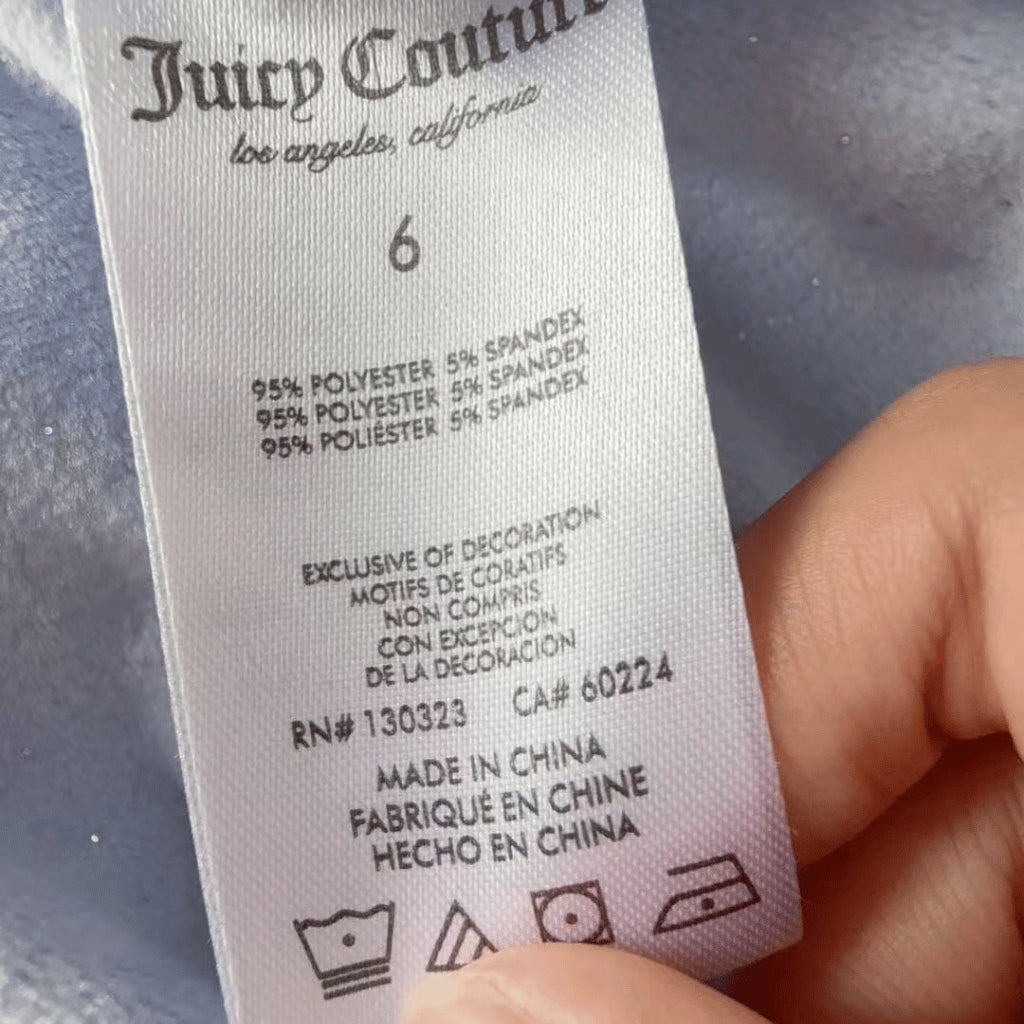 Juicy Couture
los angeles, california
6
95% POLYESTER 5% SPANDEX
95% POLYESTER 5% SPANDEX
95% POLIÉSTER 5% SPANDEX
EXCLUSIVE OF DECORATION
MOTIFS DE CORATIFS
NON COMPRIS
CON EXCEPCION
DE LA DECORACIÓN
RN# 130323 CA# 60224
MADE IN CHINA
FABRIQUÉ EN CHINE
HECHO EN CHINA